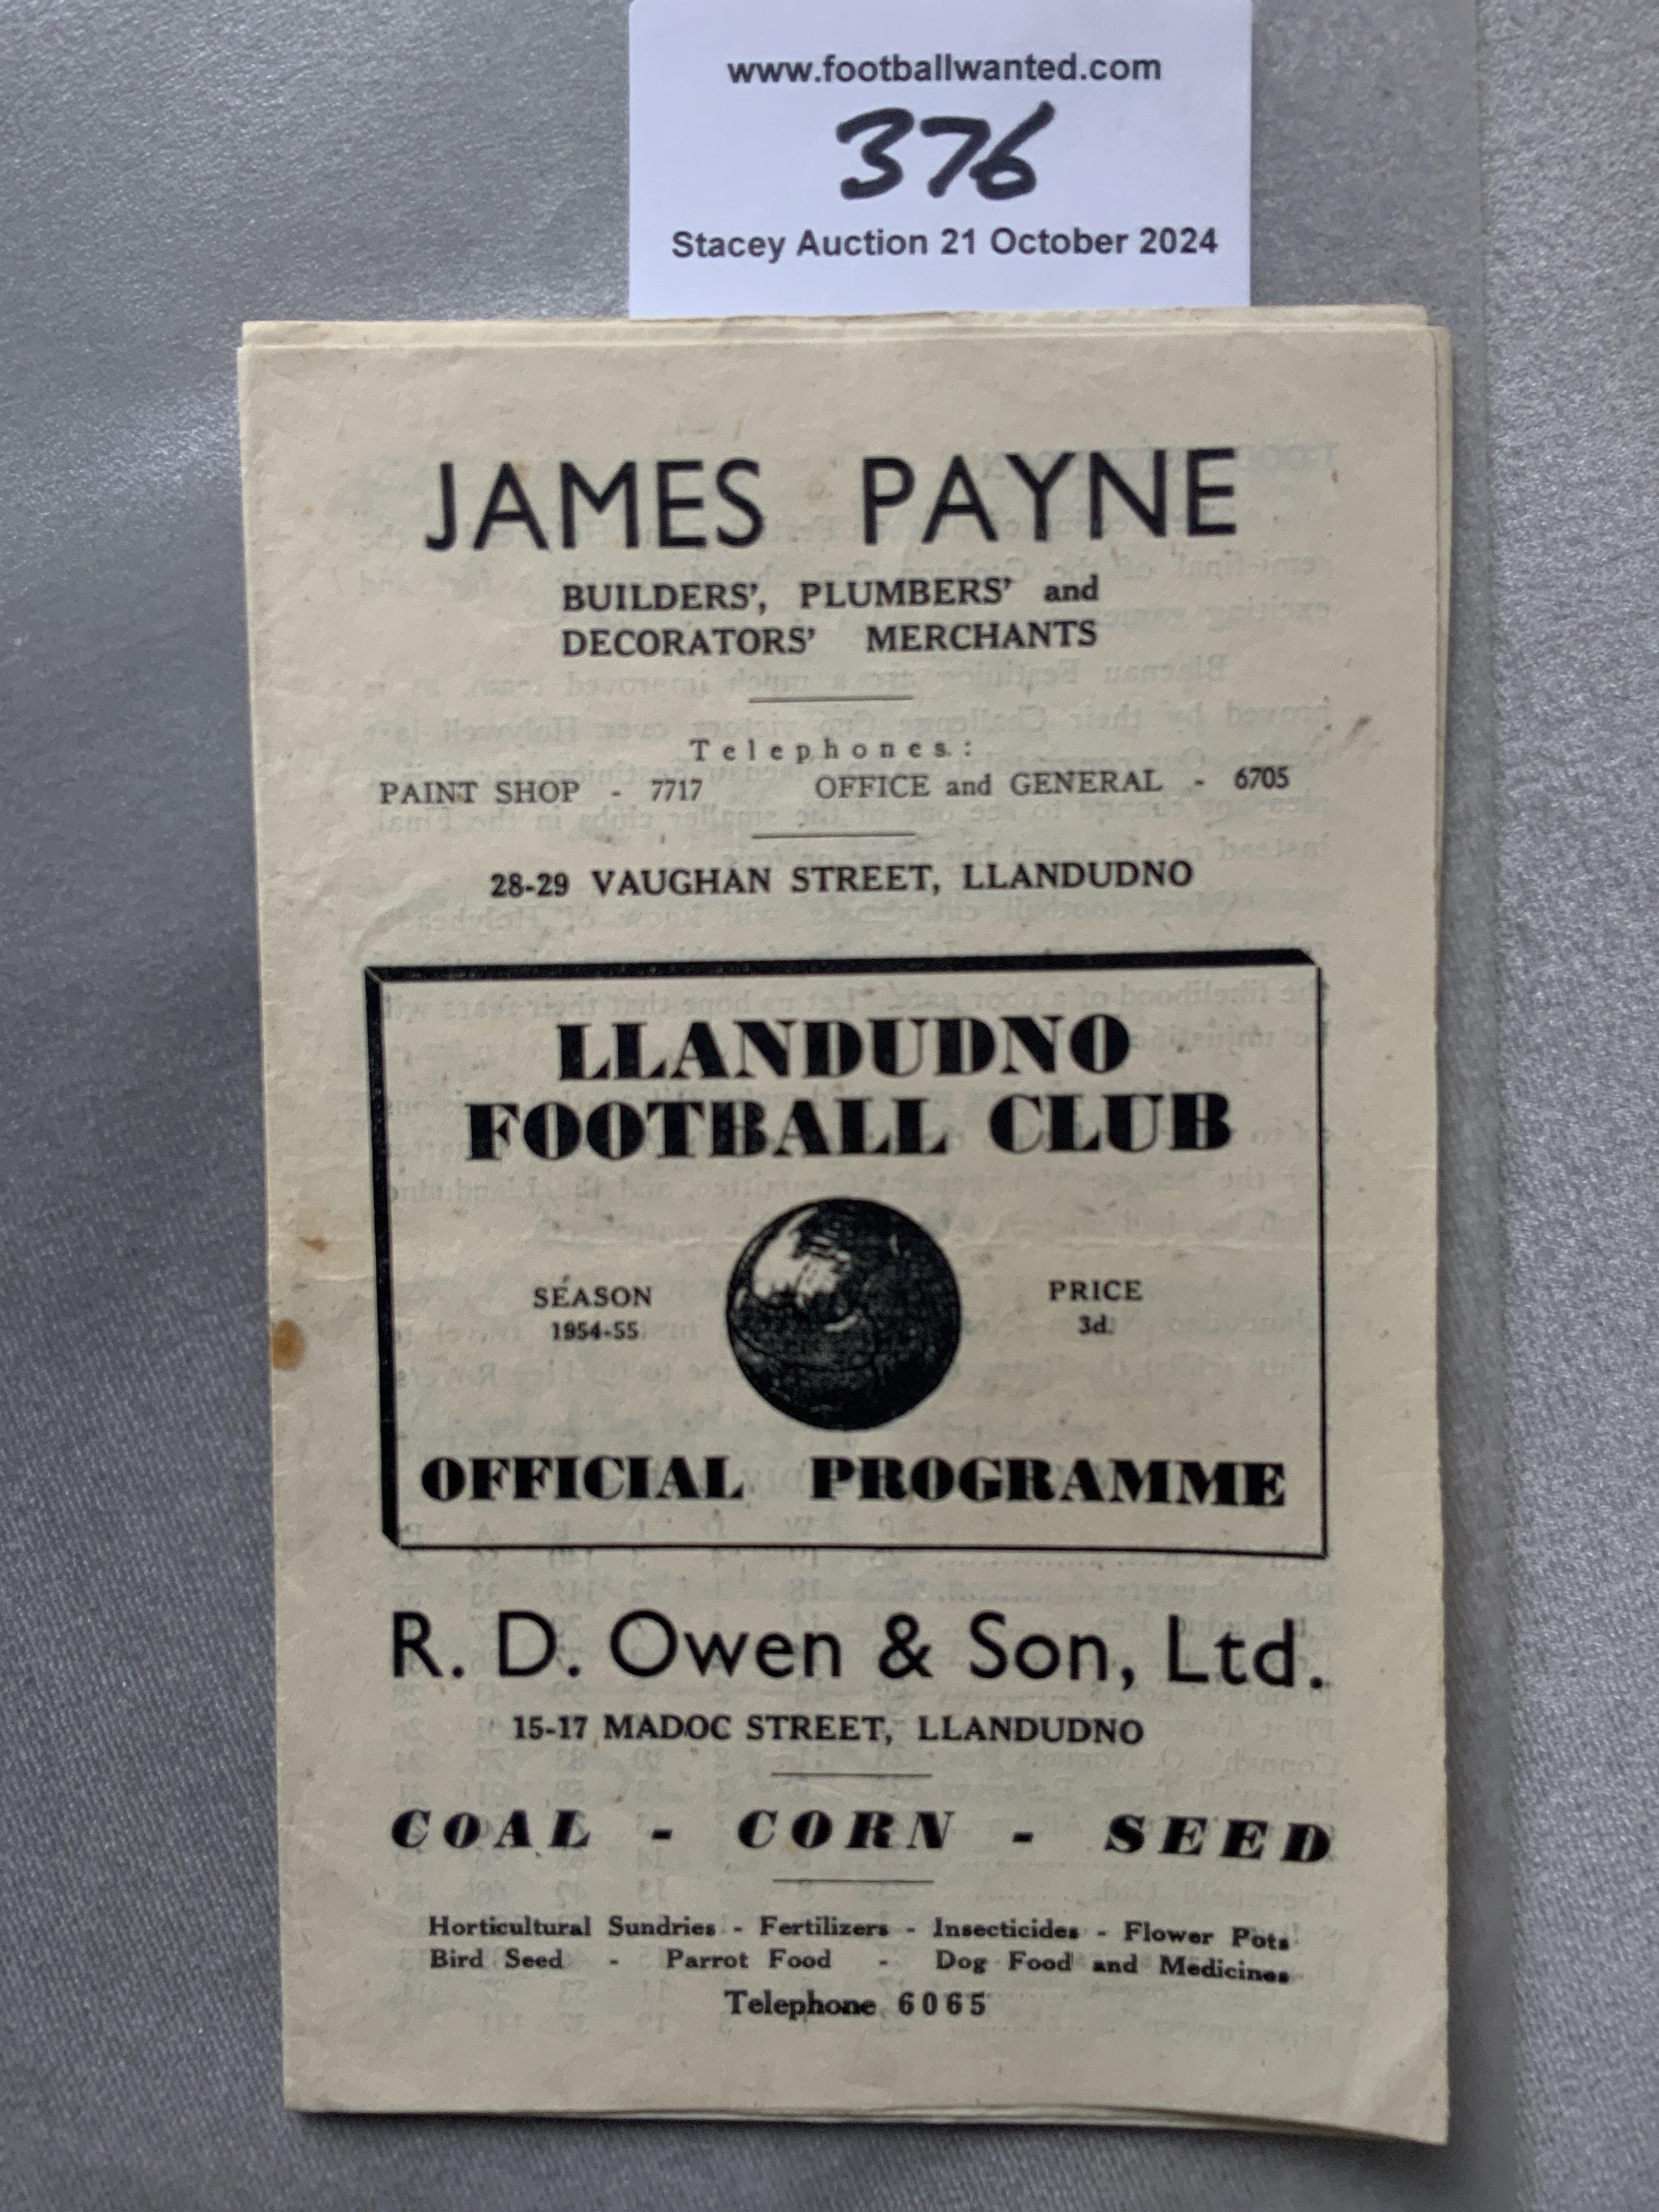 www.footballwanted.com
376
Stacey Auction 21 October 2024
JAMES PAYNE
BUILDERS', PLUMBERS' and
DECORATORS' MERCHANTS
Telephones:
PAINT SHOP - 7717 OFFICE and GENERAL - 6705
28-29 VAUGHAN STREET, LLANDUDNO
LLANDUDNO
FOOTBALL CLUB
SEASON
1954-55
PRICE
3d.
OFFICIAL PROGRAMME
R. D. Owen & Son, Ltd.
15-17 MADOC STREET, LLANDUDNO
COAL - CORN - SEED
Horticultural Sundries - Fertilizers - Insecticides - Flower Pots
Bird Seed - Parrot Food - Dog Food and Medicines
Telephone 6065